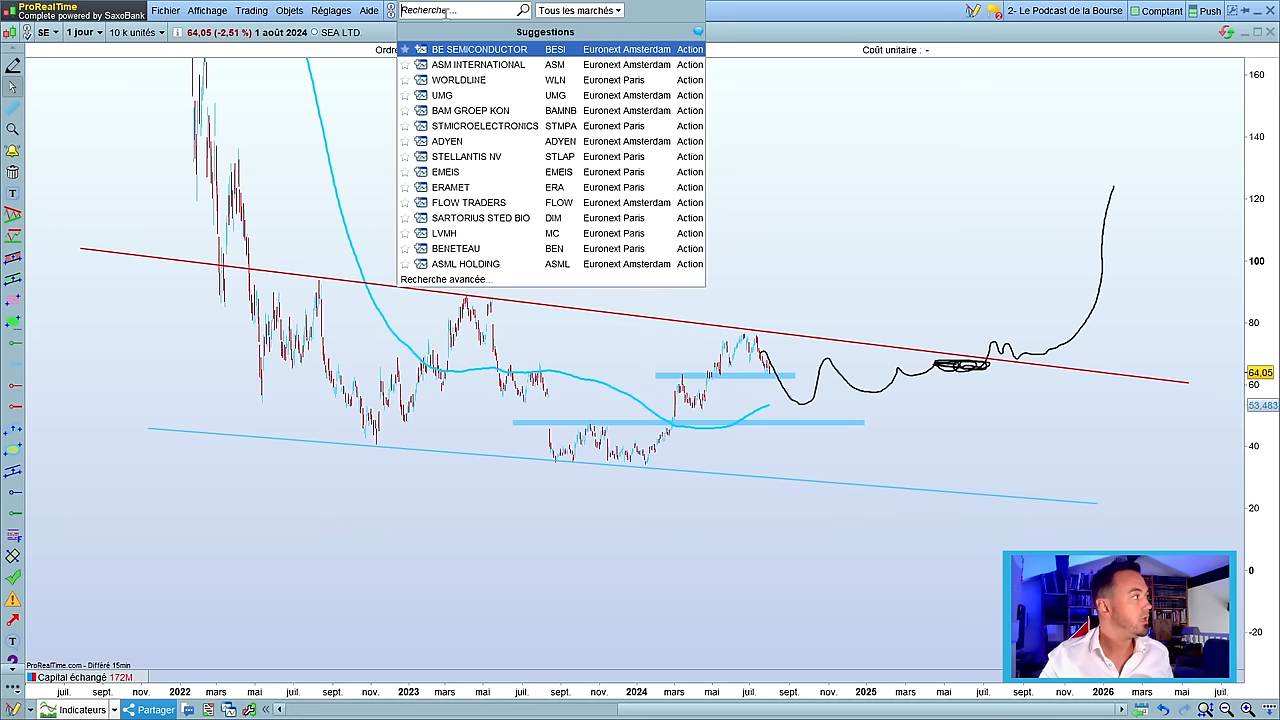 ProRealTime
Complete powered by SaxoBank
Fichier Affichage Trading Objets Réglages Aide
Recherche...
Tous les marchés
2- Le Podcast de la Bourse
Comptant
Push
SE 1 jour 10 k unités 64,05 (-2,51 %) 1 août 2024 SEA LTD.
Ordre
Coût unitaire : -
Suggestions
BE SEMICONDUCTOR BESI Euronext Amsterdam Action
ASM INTERNATIONAL ASM Euronext Amsterdam Action
WORLDLINE WLN Euronext Paris Action
UMG UMG Euronext Amsterdam Action
BAM GROEP KON BAMNB Euronext Amsterdam Action
STMICROELECTRONICS STMPA Euronext Paris Action
ADYEN ADYEN Euronext Amsterdam Action
STELLANTIS NV STLAP Euronext Paris Action
EMEIS EMEIS Euronext Paris Action
ERAMET ERA Euronext Paris Action
FLOW TRADERS FLOW Euronext Amsterdam Action
SARTORIUS STED BIO DIM Euronext Paris Action
LVMH MC Euronext Paris Action
BENETEAU BEN Euronext Paris Action
ASML HOLDING ASML Euronext Amsterdam Action
Recherche avancée...
160
140
120
100
80
64,05
60
53,483
40
20
0
-20
ProRealTime.com - Différé 15min
Capital échangé 172M
juil. sept. nov. 2022 mars mai juil. sept. nov. 2023 mars mai juil. sept. nov. 2024 mars mai juil. sept. nov. 2025 mars mai juil. sept. nov. 2026 mars mai juil.
Indicateurs
Partager